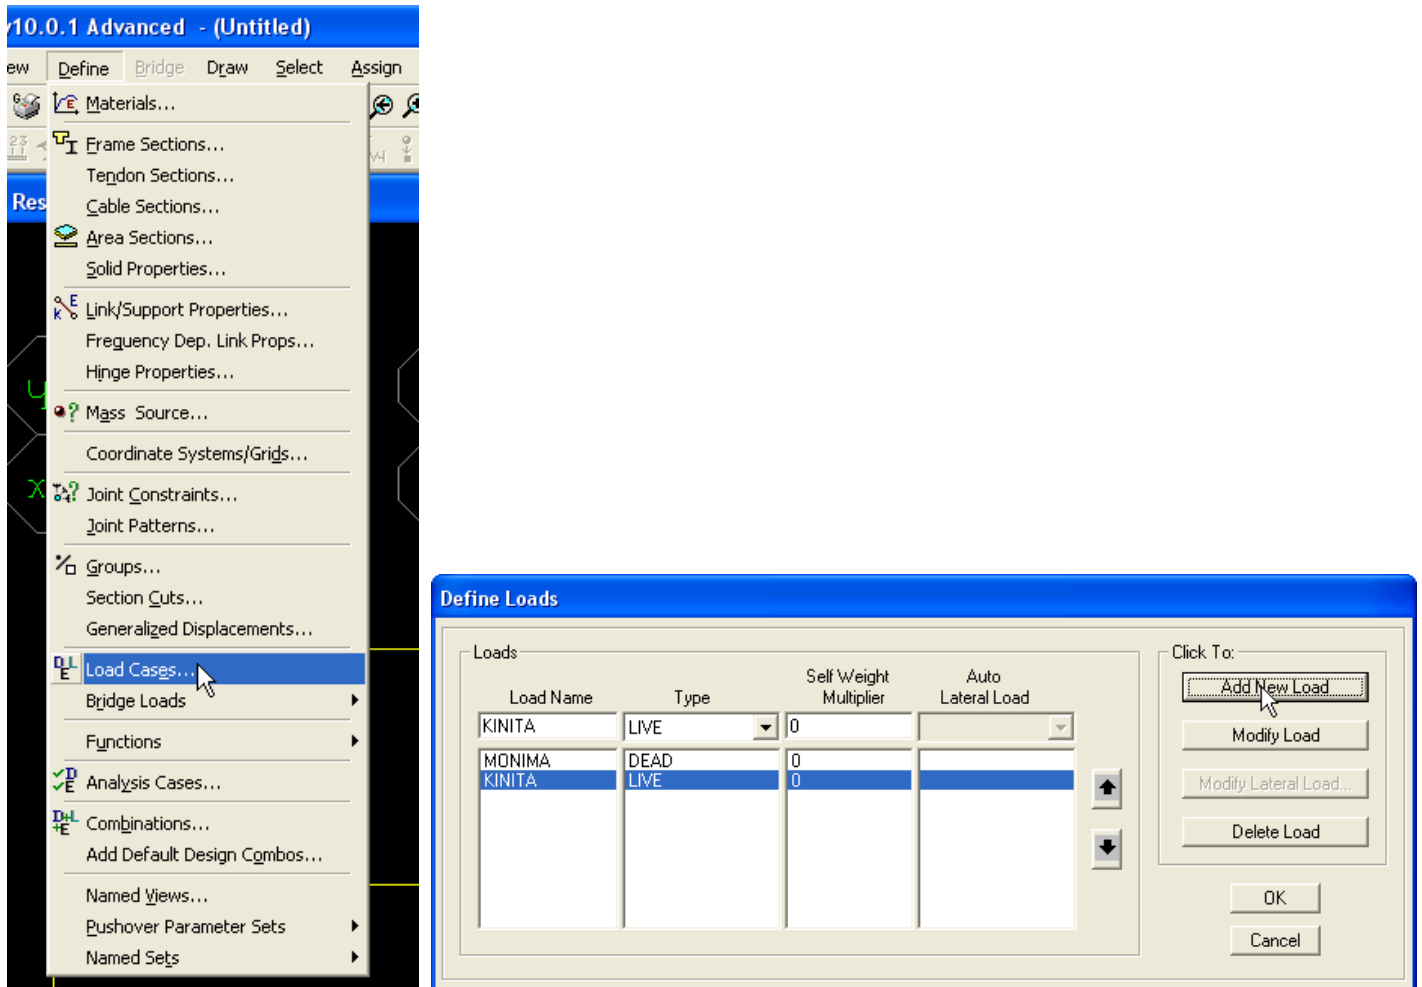 v10.0.1 Advanced - (Untitled)
ew Define Bridge Draw Select Assign
Materials...
Frame Sections...
Tendon Sections...
Res
Cable Sections...
Area Sections...
Solid Properties...
Link/Support Properties...
Frequency Dep. Link Props...
Hinge Properties...
y
Mass Source...
Coordinate Systems/Grids...
x
Joint Constraints...
Joint Patterns...
Groups...
Section Cuts...
Generalized Displacements...
Load Cases...
Bridge Loads
Functions
Analysis Cases...
Combinations...
Add Default Design Combos...
Named Views...
Pushover Parameter Sets
Named Sets
Define Loads
Loads
Load Name
Type
Self Weight
Multiplier
Auto
Lateral Load
KINITA LIVE 0
MONIMA DEAD 0
KINITA LIVE 0
Click To:
Add New Load
Modify Load
Modify Lateral Load...
Delete Load
OK
Cancel